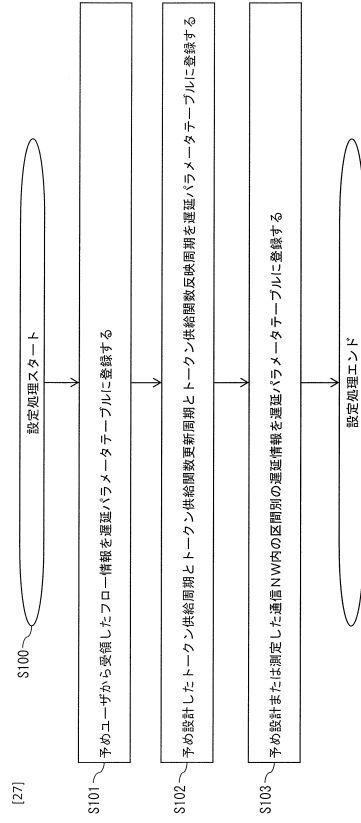 [27]
S100
設定処理スタート
S101
予めユーザから受領したフロー情報を遅延パラメータテーブルに登録する
S102
予め設計したトークン供給周期とトークン供給関数更新周期とトークン供給関数反映周期を遅延パラメータテーブルに登録する
S103
予め設計または測定した通信NW内の区間別の遅延情報を遅延パラメータテーブルに登録する
設定処理エンド